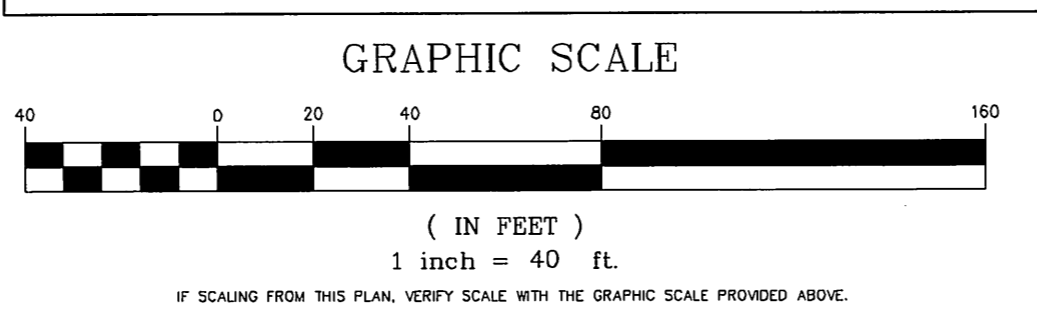 GRAPHIC SCALE
40 0 20 40 80 160
( IN FEET )
1 inch = 40 ft.
IF SCALING FROM THIS PLAN, VERIFY SCALE WITH THE GRAPHIC SCALE PROVIDED ABOVE.